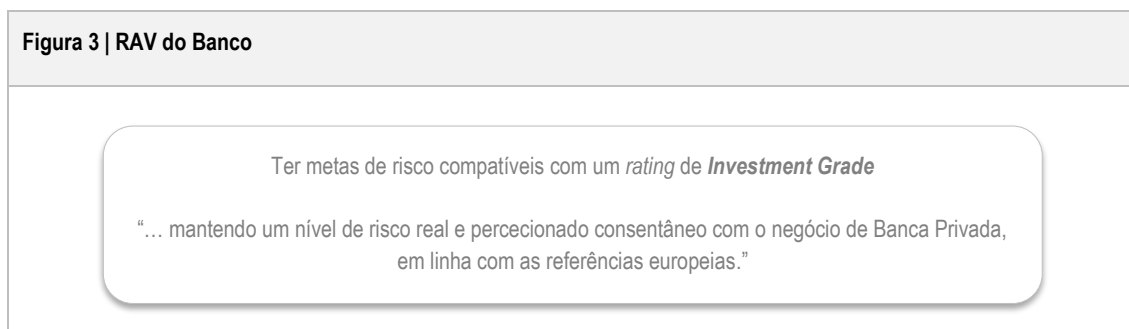 Figura 3 | RAV do Banco
Ter metas de risco compatíveis com um rating de Investment Grade
“… mantendo um nível de risco real e percecionado consentâneo com o negócio de Banca Privada,
em linha com as referências europeias.”